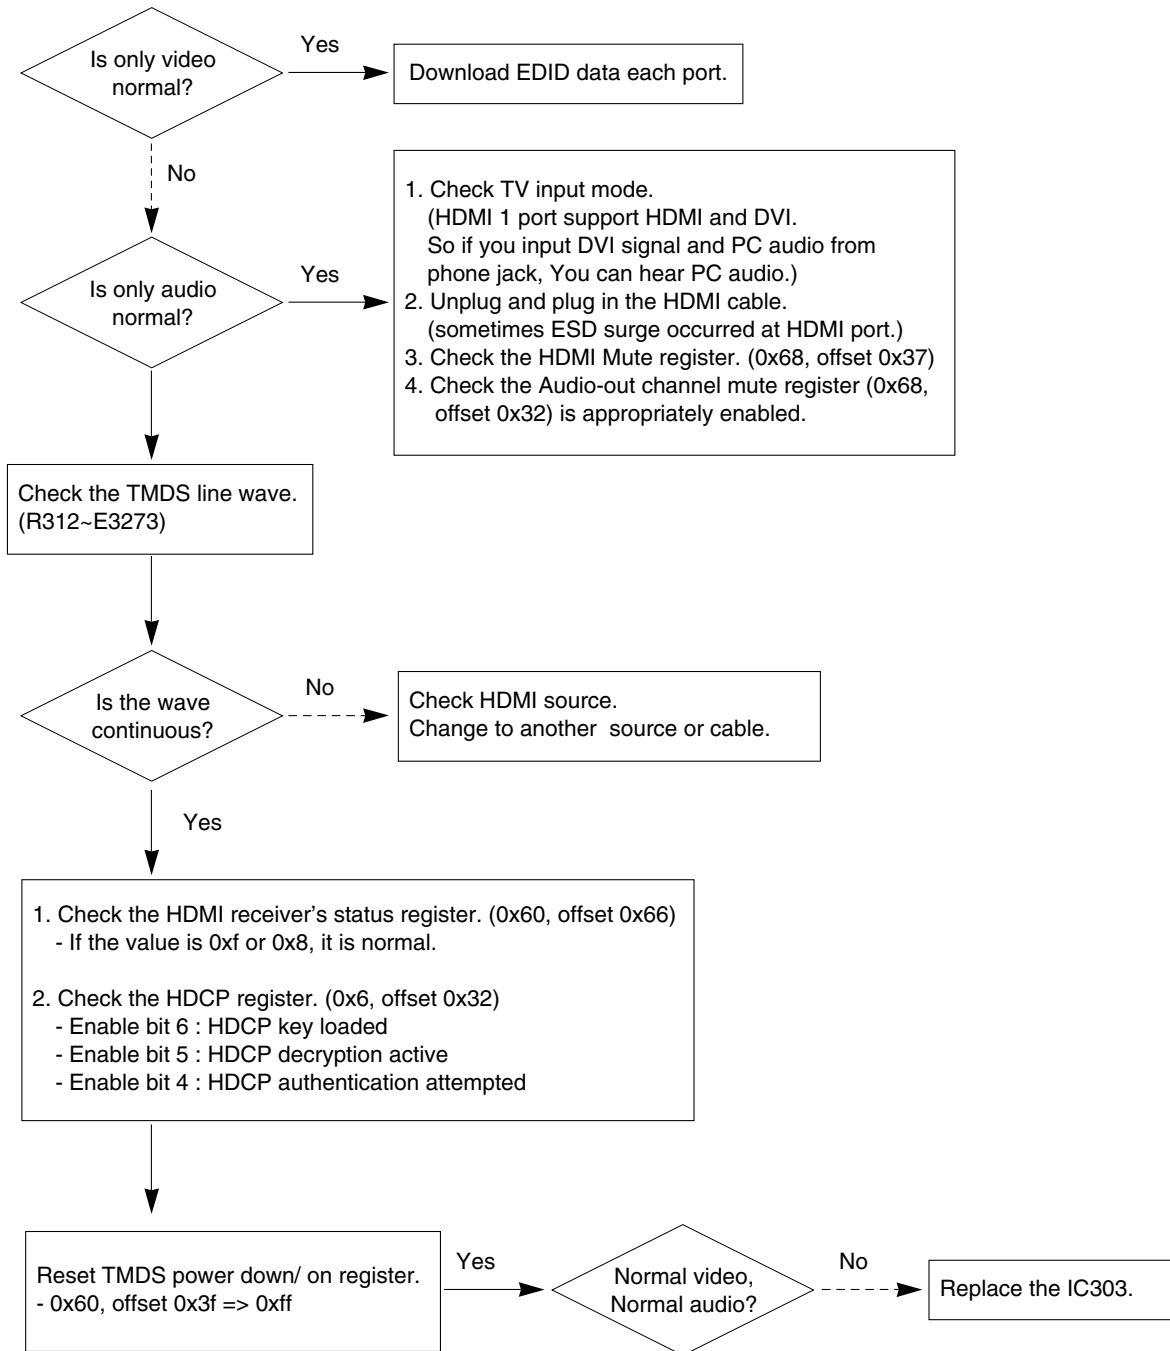 Is only video
normal?
Yes
Download EDID data each port.
No
Is only audio
normal?
Yes
1. Check TV input mode.
(HDMI 1 port support HDMI and DVI.
So if you input DVI signal and PC audio from
phone jack, You can hear PC audio.)
2. Unplug and plug in the HDMI cable.
(sometimes ESD surge occurred at HDMI port.)
3. Check the HDMI Mute register. (0x68, offset 0x37)
4. Check the Audio-out channel mute register (0x68,
offset 0x32) is appropriately enabled.
Check the TMDS line wave.
(R312~E3273)
Is the wave
continuous?
No
Check HDMI source.
Change to another source or cable.
Yes
1. Check the HDMI receiver's status register. (0x60, offset 0x66)
- If the value is 0xf or 0x8, it is normal.
2. Check the HDCP register. (0x6, offset 0x32)
- Enable bit 6 : HDCP key loaded
- Enable bit 5 : HDCP decryption active
- Enable bit 4 : HDCP authentication attempted
Reset TMDS power down/ on register.
- 0x60, offset 0x3f => 0xff
Yes
Normal video,
Normal audio?
No
Replace the IC303.